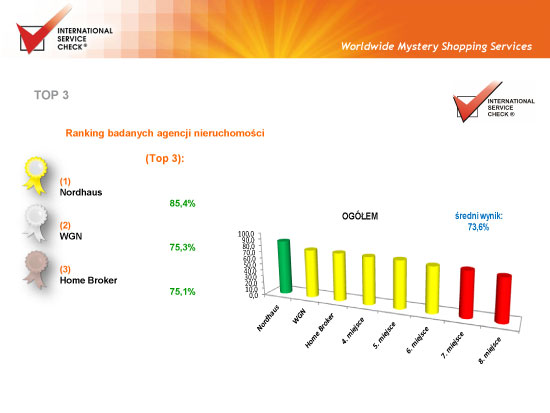 INTERNATIONAL
SERVICE
CHECK ®
Worldwide Mystery Shopping Services
TOP 3
INTERNATIONAL
SERVICE
CHECK ®
Ranking badanych agencji nieruchomości
(Top 3):
(1)
Nordhaus
85,4%
(2)
WGN
75,3%
(3)
Home Broker
75,1%
OGÓŁEM
średni wynik:
73,6%
100,0
90,0
80,0
70,0
60,0
50,0
40,0
30,0
20,0
10,0
0,0
Nordhaus
WGN
Home Broker
4. miejsce
5. miejsce
6. miejsce
7. miejsce
8. miejsce